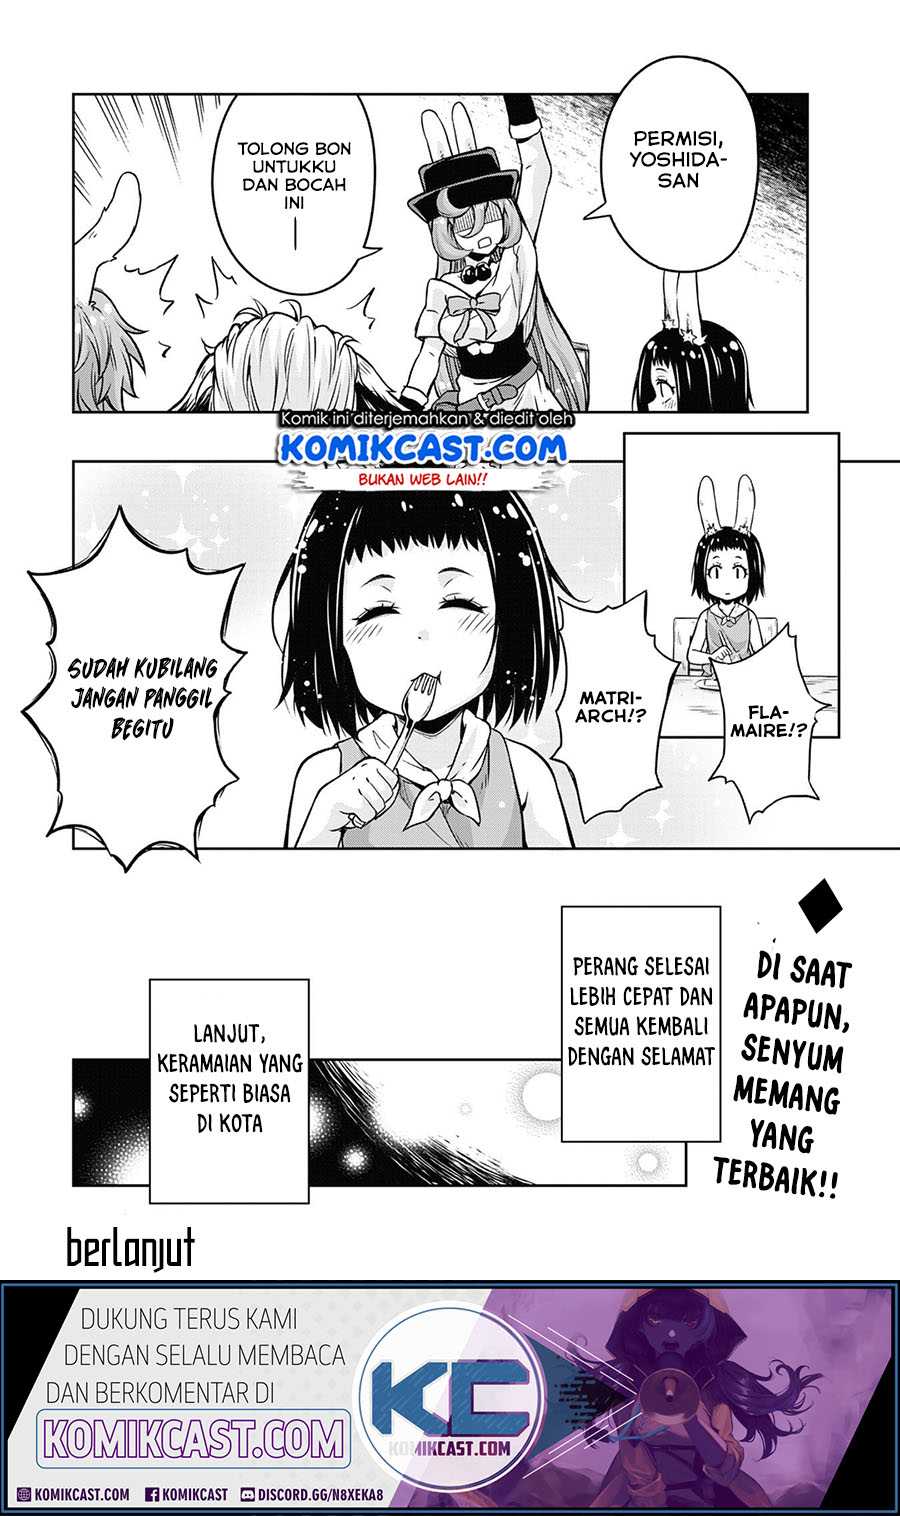 PERMISI,
YOSHIDA-
SAN
TOLONG BON
UNTUKKU
DAN BOCAH
INI
Komik ini diterjemahkan & diedit oleh
KOMIKCAST.COM
BUKAN WEB LAIN!!
FLA-
MAIRE!?
MATRI-
ARCH!?
SUDAH KUBILANG
JANGAN PANGGIL
BEGITU
DI SAAT
APAPUN,
SENYUM
MEMANG
YANG
TERBAIK!!
PERANG SELESAI
LEBIH CEPAT DAN
SEMUA KEMBALI
DENGAN SELAMAT
LANJUT,
KERAMAIAN YANG
SEPERTI BIASA
DI KOTA
berlanjut
DUKUNG TERUS KAMI
DENGAN SELALU MEMBACA
DAN BERKOMENTAR DI
KOMIKCAST.COM
KC
KOMIKCAST.COM
KOMIKCAST.COM
KOMIKCAST
DISCORD.GG/N8XEKA8